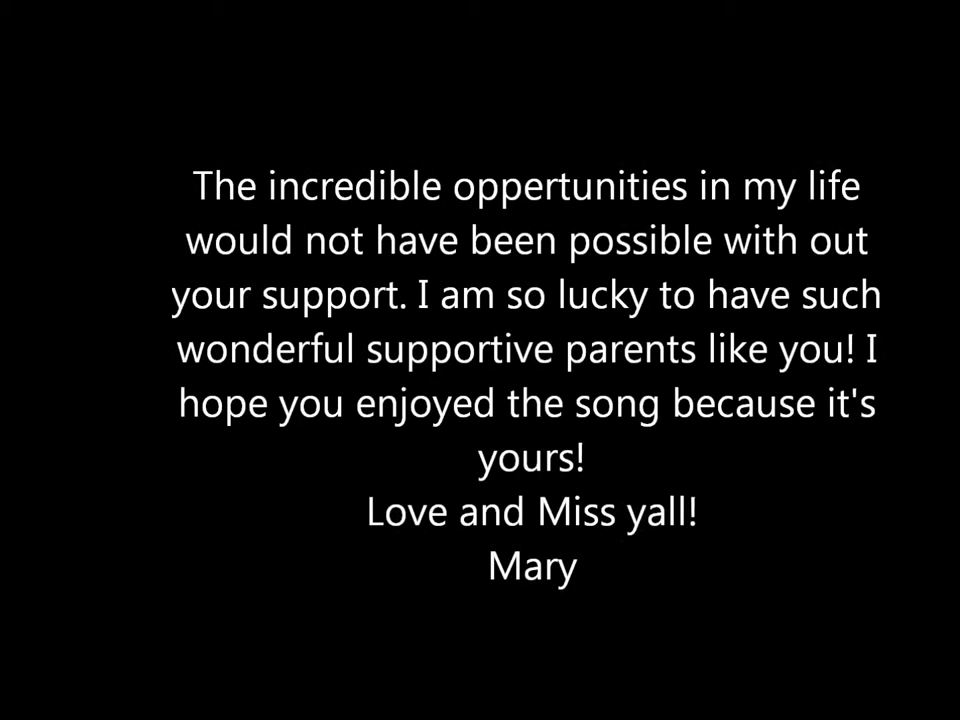 The incredible oppertunities in my life
would not have been possible with out
your support. I am so lucky to have such
wonderful supportive parents like you! I
hope you enjoyed the song because it's
yours!
Love and Miss yall!
Mary